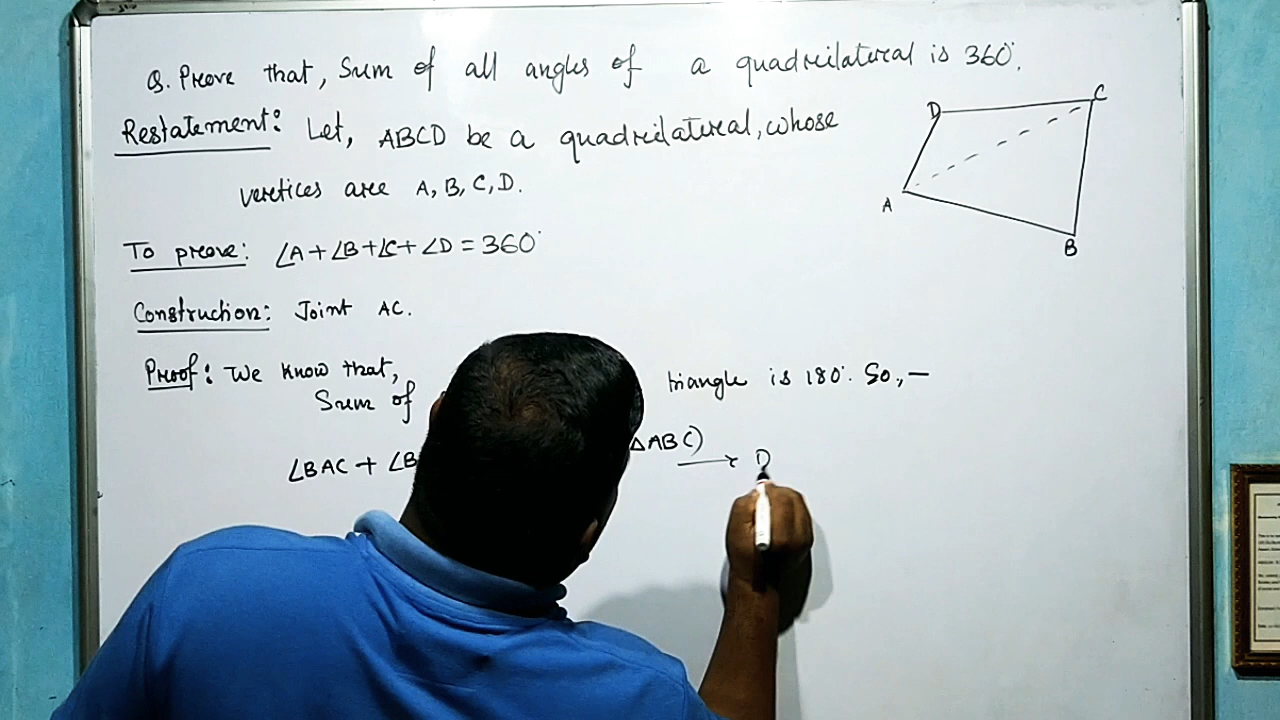 Q. Prove that, Sum of all angles of a quadrilateral is 360°.
Restatement: Let, ABCD be a quadrilateral, whose
vertices are A, B, C, D.
To prove: ∠A+∠B+∠C+∠D=360°
Construction: Joint AC.
Proof: We know that,
Sum of triangle is 180°. So,—
∠BAC + ∠B △ABC) → D
D C
A
B